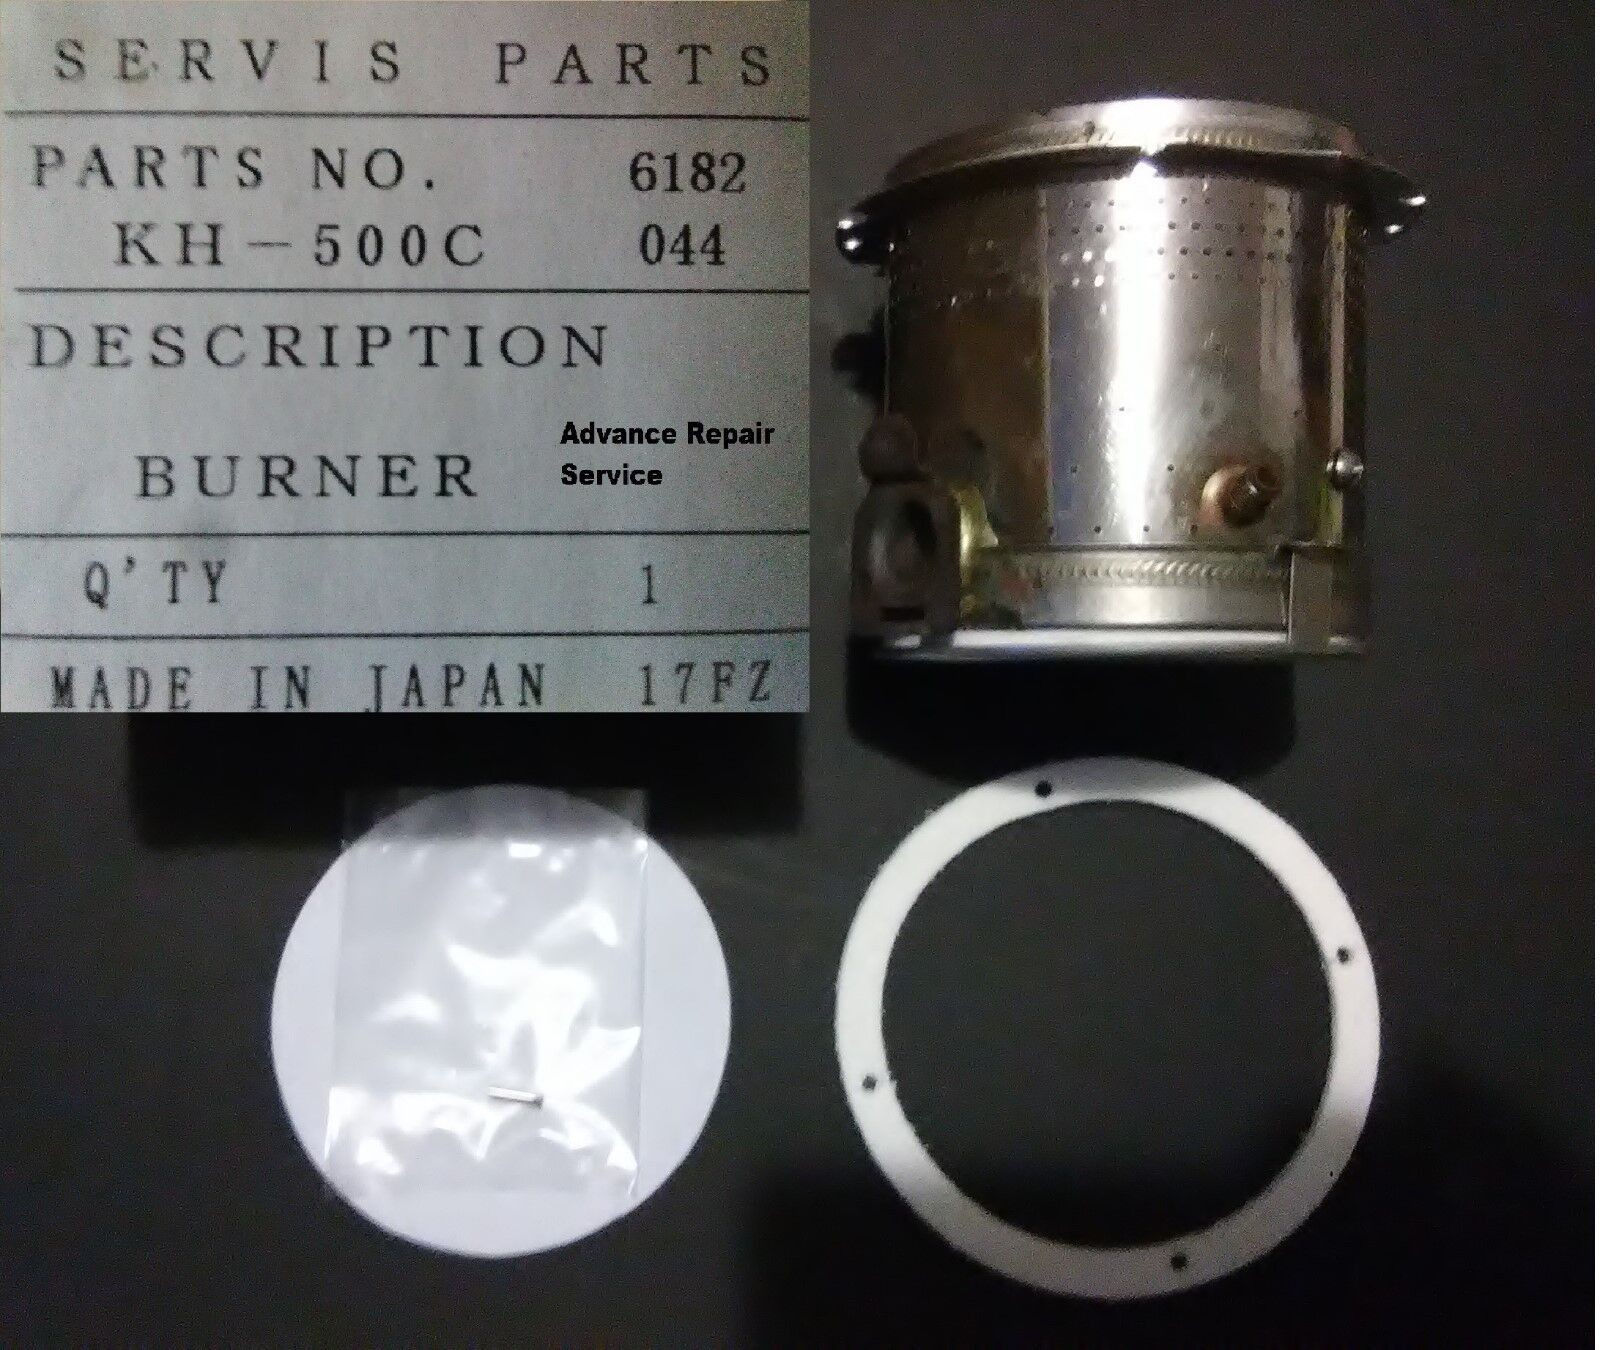 SERVIS PARTS
PARTS NO. 6182
KH-500C 044
DESCRIPTION
BURNER
Advance Repair
Service
Q'TY 1
MADE IN JAPAN 17FZ